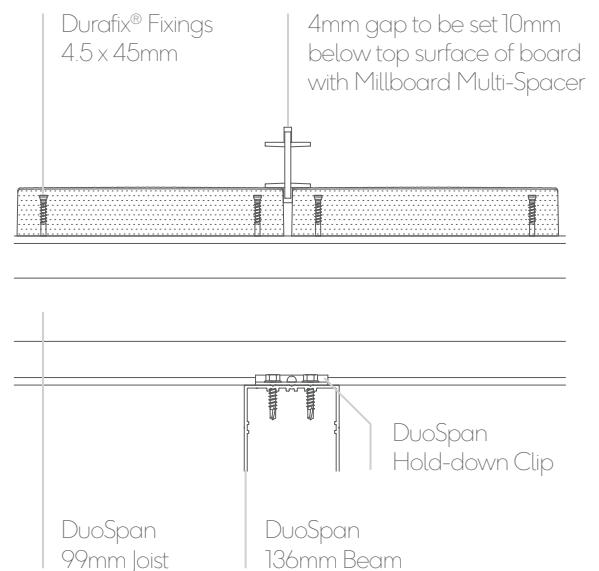 Durafix® Fixings
4.5 x 45mm
4mm gap to be set 10mm
below top surface of board
with Millboard Multi-Spacer
DuoSpan
Hold-down Clip
DuoSpan
99mm Joist
DuoSpan
136mm Beam